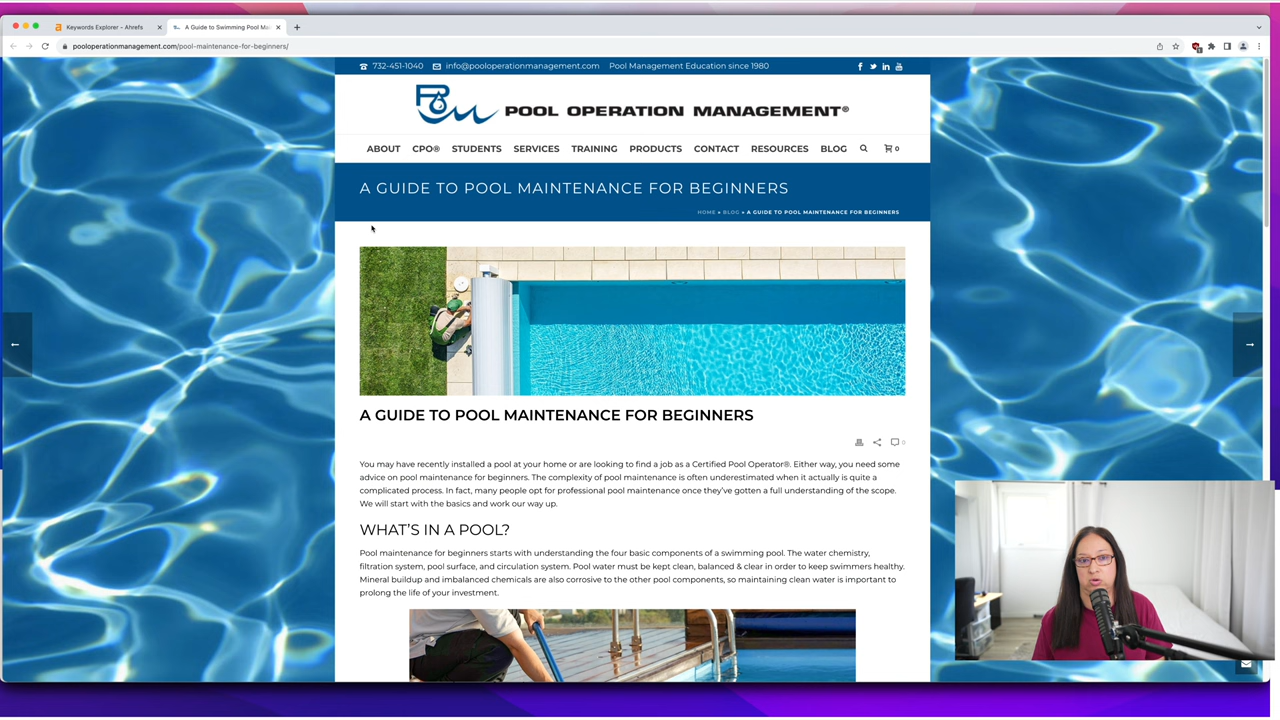 Keywords Explorer - Ahrefs
A Guide to Swimming Pool Ma
pooloperationmanagement.com/pool-maintenance-for-beginners/
732-451-1040 info@pooloperationmanagement.com Pool Management Education since 1980
POOL OPERATION MANAGEMENT®
ABOUT CPO® STUDENTS SERVICES TRAINING PRODUCTS CONTACT RESOURCES BLOG 0
A GUIDE TO POOL MAINTENANCE FOR BEGINNERS
HOME • BLOG • A GUIDE TO POOL MAINTENANCE FOR BEGINNERS
A GUIDE TO POOL MAINTENANCE FOR BEGINNERS
0
You may have recently installed a pool at your home or are looking to find a job as a Certified Pool Operator®. Either way, you need some
advice on pool maintenance for beginners. The complexity of pool maintenance is often underestimated when it actually is quite a
complicated process. In fact, many people opt for professional pool maintenance once they've gotten a full understanding of the scope.
We will start with the basics and work our way up.
WHAT'S IN A POOL?
Pool maintenance for beginners starts with understanding the four basic components of a swimming pool. The water chemistry,
filtration system, pool surface, and circulation system. Pool water must be kept clean, balanced & clear in order to keep swimmers healthy.
Mineral buildup and imbalanced chemicals are also corrosive to the other pool components, so maintaining clean water is important to
prolong the life of your investment.